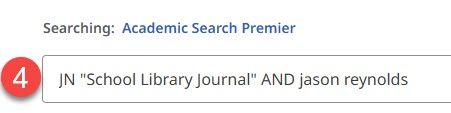 Searching: Academic Search Premier
4
JN "School Library Journal" AND jason reynolds